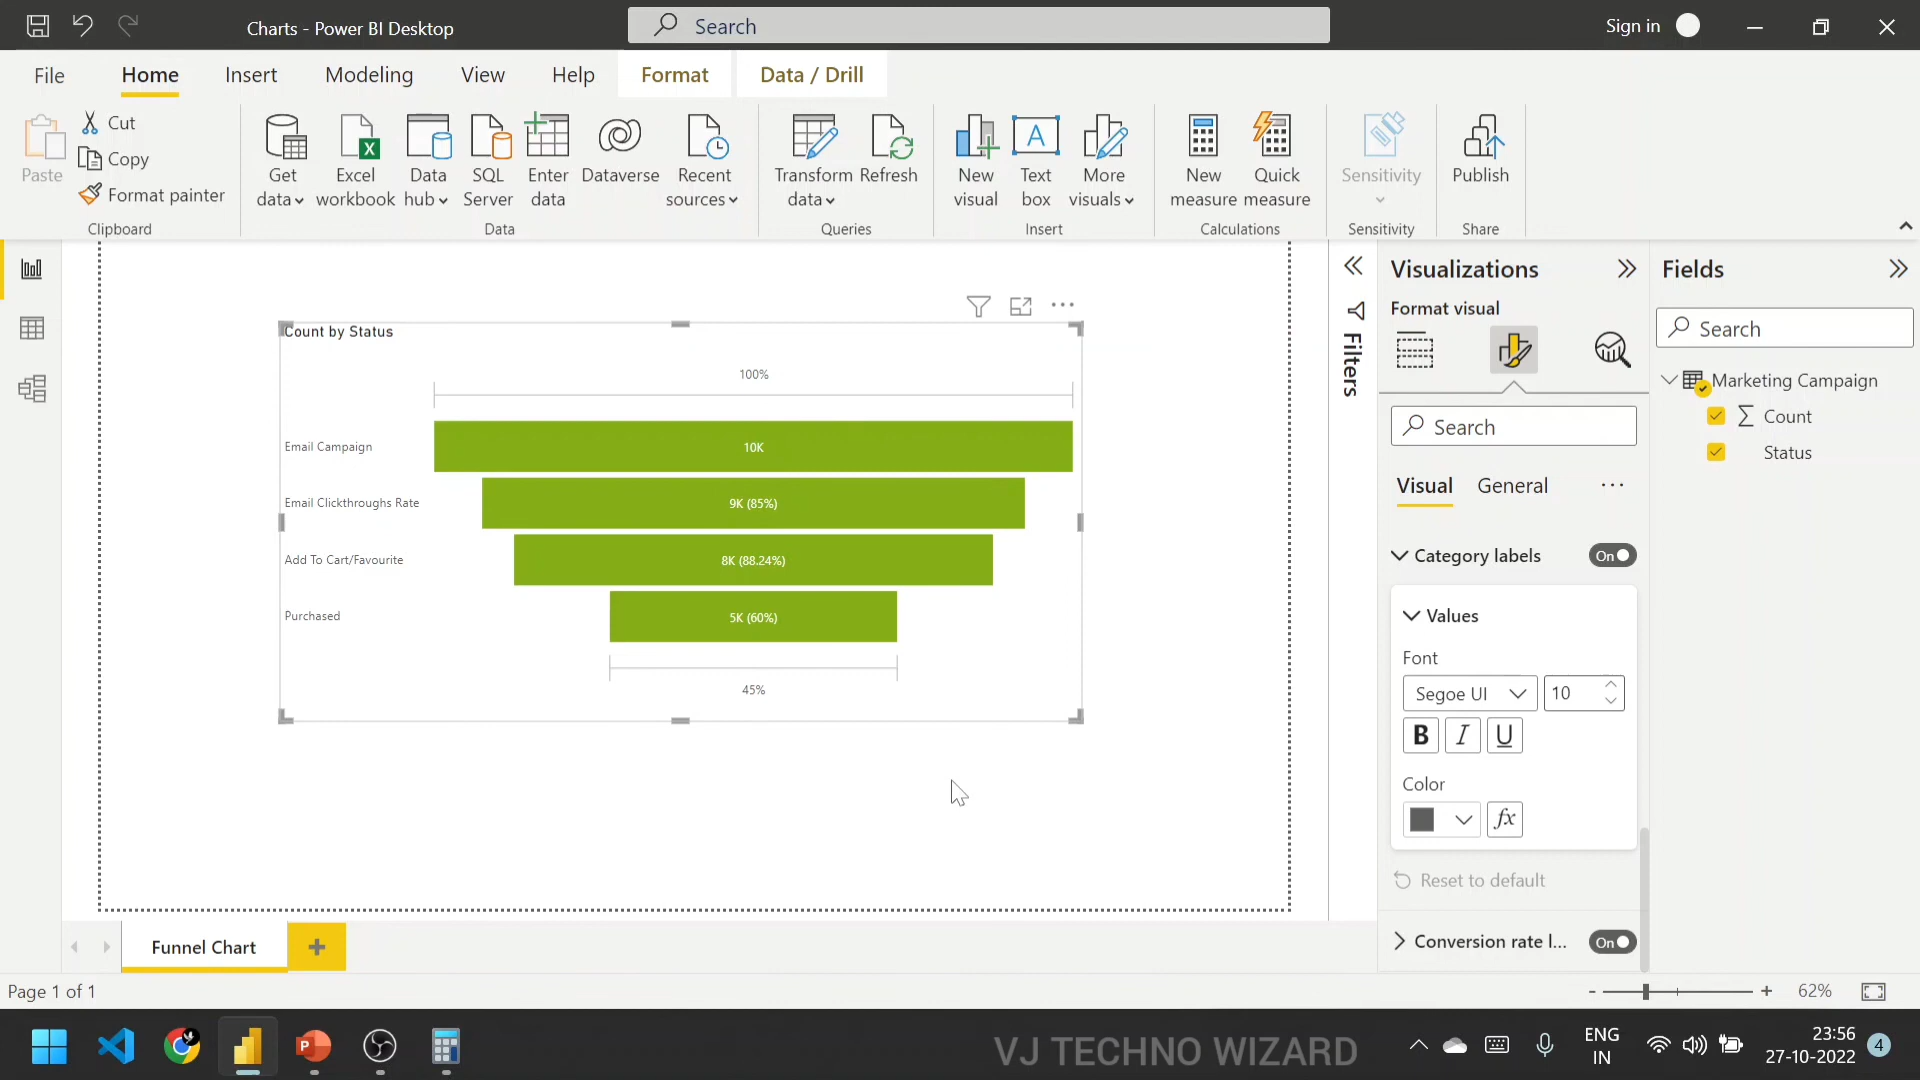 Charts - Power BI Desktop
Search
Sign in
File
Home
Insert
Modeling
View
Help
Format
Data / Drill
Paste
Cut
Copy
Format painter
Clipboard
Get data
Excel workbook
Data hub
SQL Server
Enter data
Dataverse
Recent sources
Data
Transform data
Refresh
Queries
New visual
Text box
More visuals
Insert
New measure
Quick measure
Calculations
Sensitivity
Sensitivity
Publish
Share
Count by Status
100%
Email Campaign
10K
Email Clickthroughs Rate
9K (85%)
Add To Cart/Favourite
8K (88.24%)
Purchased
5K (60%)
45%
Filters
Visualizations
Format visual
Search
Visual
General
Category labels
On
Values
Font
Segoe UI
10
B
I
U
Color
fx
Reset to default
Conversion rate l...
On
Fields
Search
Marketing Campaign
Count
Status
Funnel Chart
Page 1 of 1
62%
VJ TECHNO WIZARD
ENG
IN
23:56
27-10-2022
4